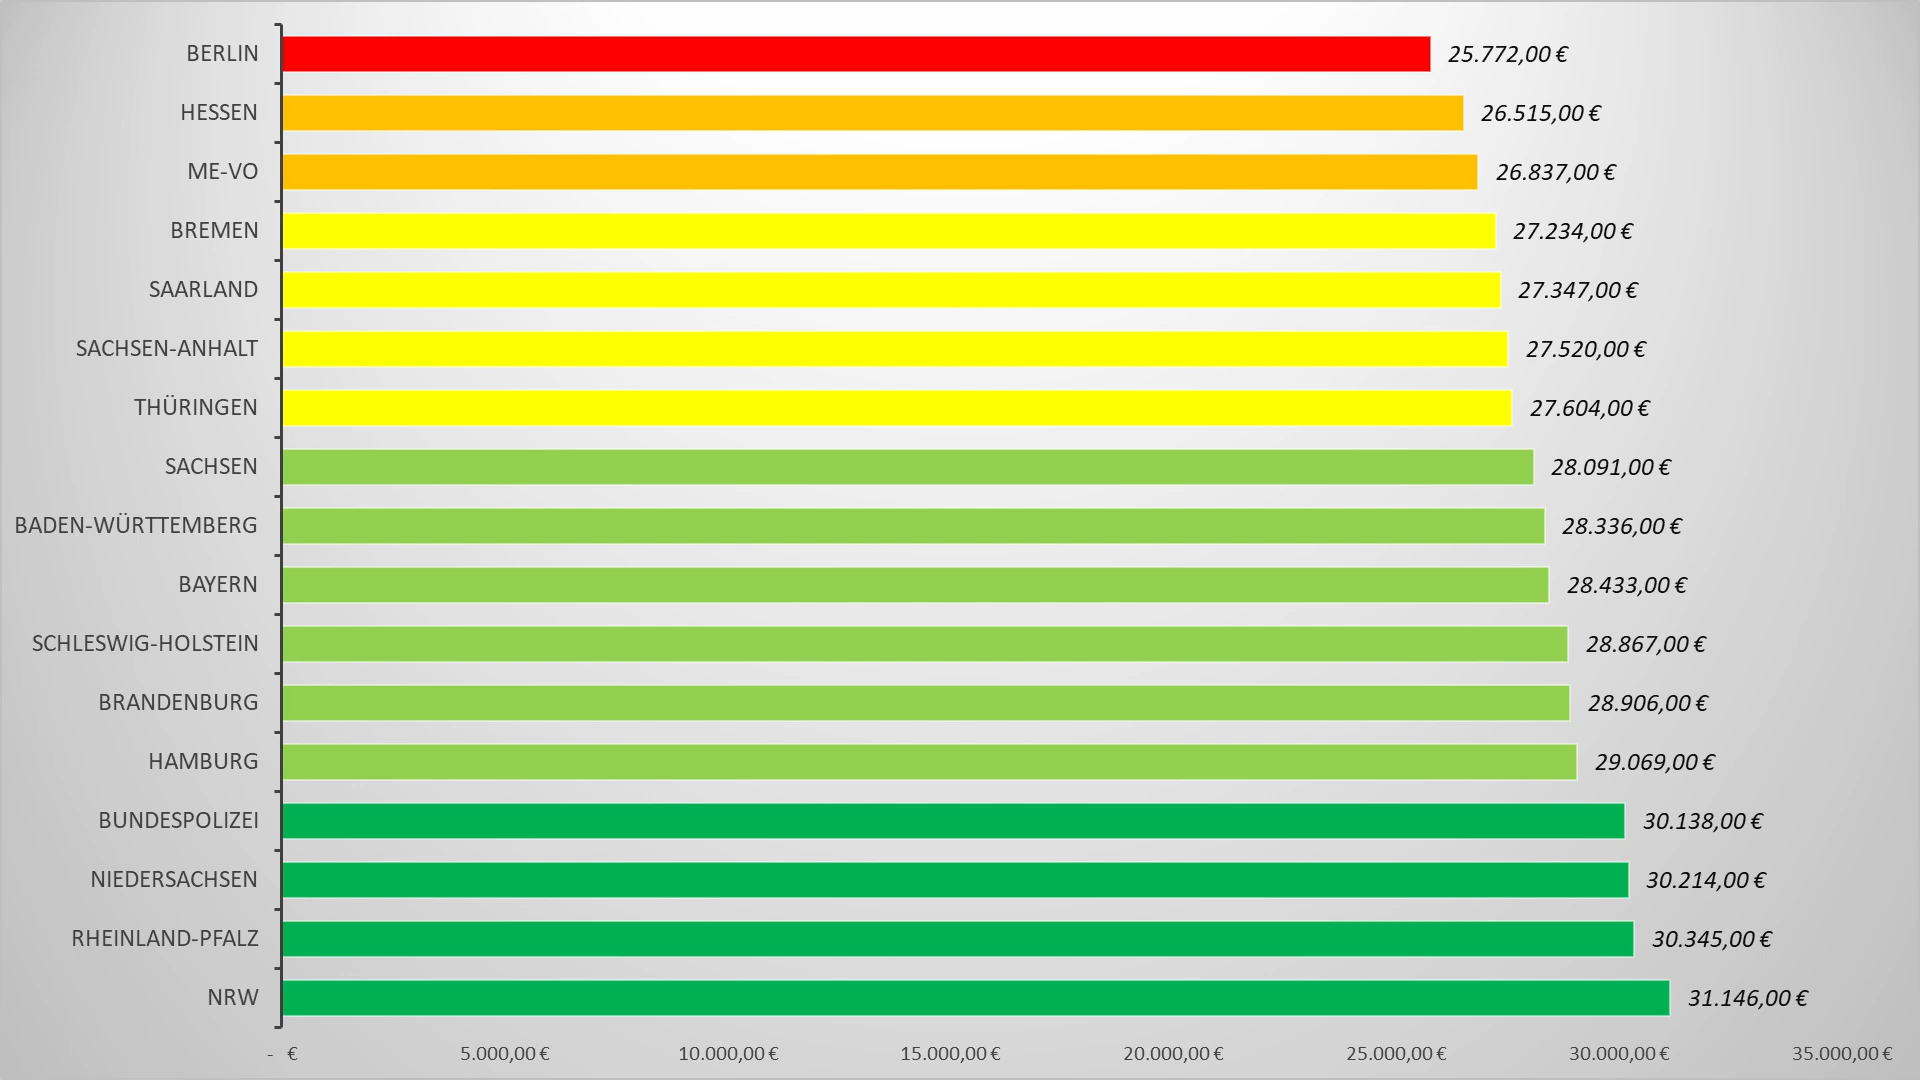 BERLIN 25.772,00 €
HESSEN 26.515,00 €
ME-VO 26.837,00 €
BREMEN 27.234,00 €
SAARLAND 27.347,00 €
SACHSEN-ANHALT 27.520,00 €
THÜRINGEN 27.604,00 €
SACHSEN 28.091,00 €
BADEN-WÜRTTEMBERG 28.336,00 €
BAYERN 28.433,00 €
SCHLESWIG-HOLSTEIN 28.867,00 €
BRANDENBURG 28.906,00 €
HAMBURG 29.069,00 €
BUNDESPOLIZEI 30.138,00 €
NIEDERSACHSEN 30.214,00 €
RHEINLAND-PFALZ 30.345,00 €
NRW 31.146,00 €
- € 5.000,00 € 10.000,00 € 15.000,00 € 20.000,00 € 25.000,00 € 30.000,00 € 35.000,00 €